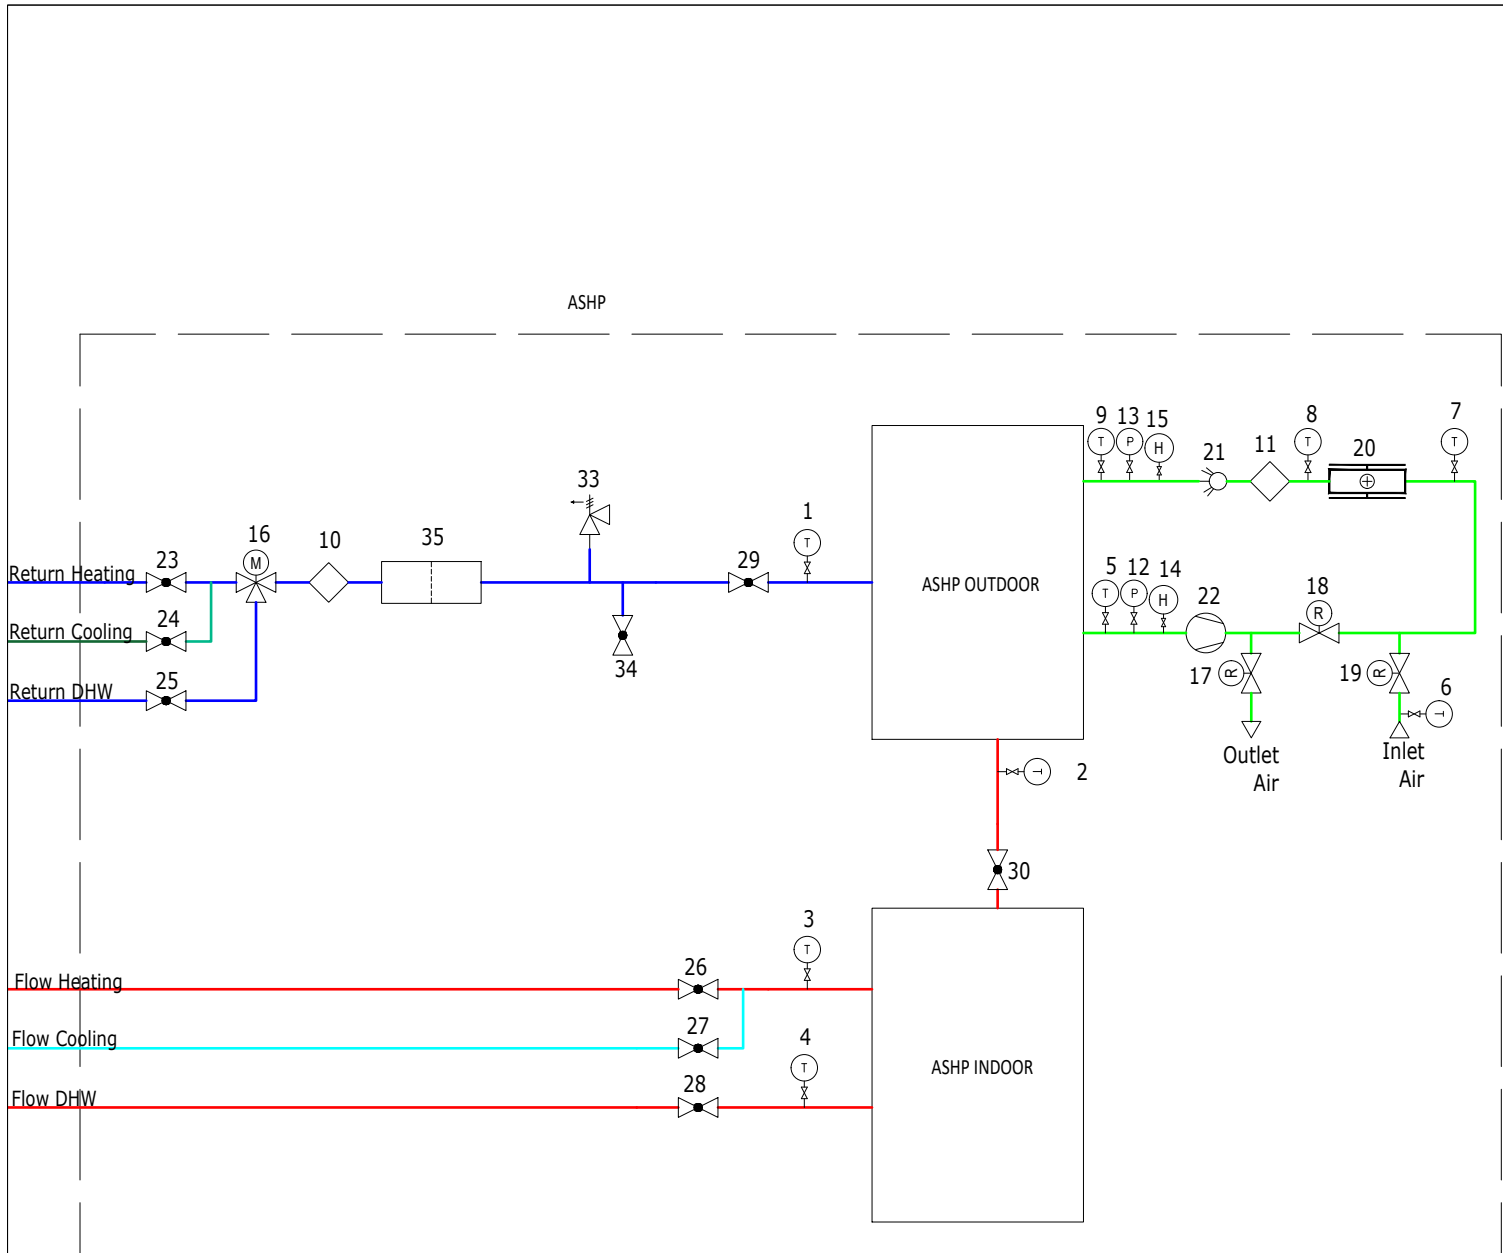 ASHP
9 13 15 8 7
11 20
21
33
1
16 10 35
23 29
M
T P H T T
Return Heating
ASHP OUTDOOR
5 12 14 22 18
T
T P H R
Return Cooling
24
34
25
Return DHW
17 R 19 R 6
T
Outlet
Air
Inlet
Air
T 2
30
3
T
26
Flow Heating
27
Flow Cooling
4
T
ASHP INDOOR
28
Flow DHW